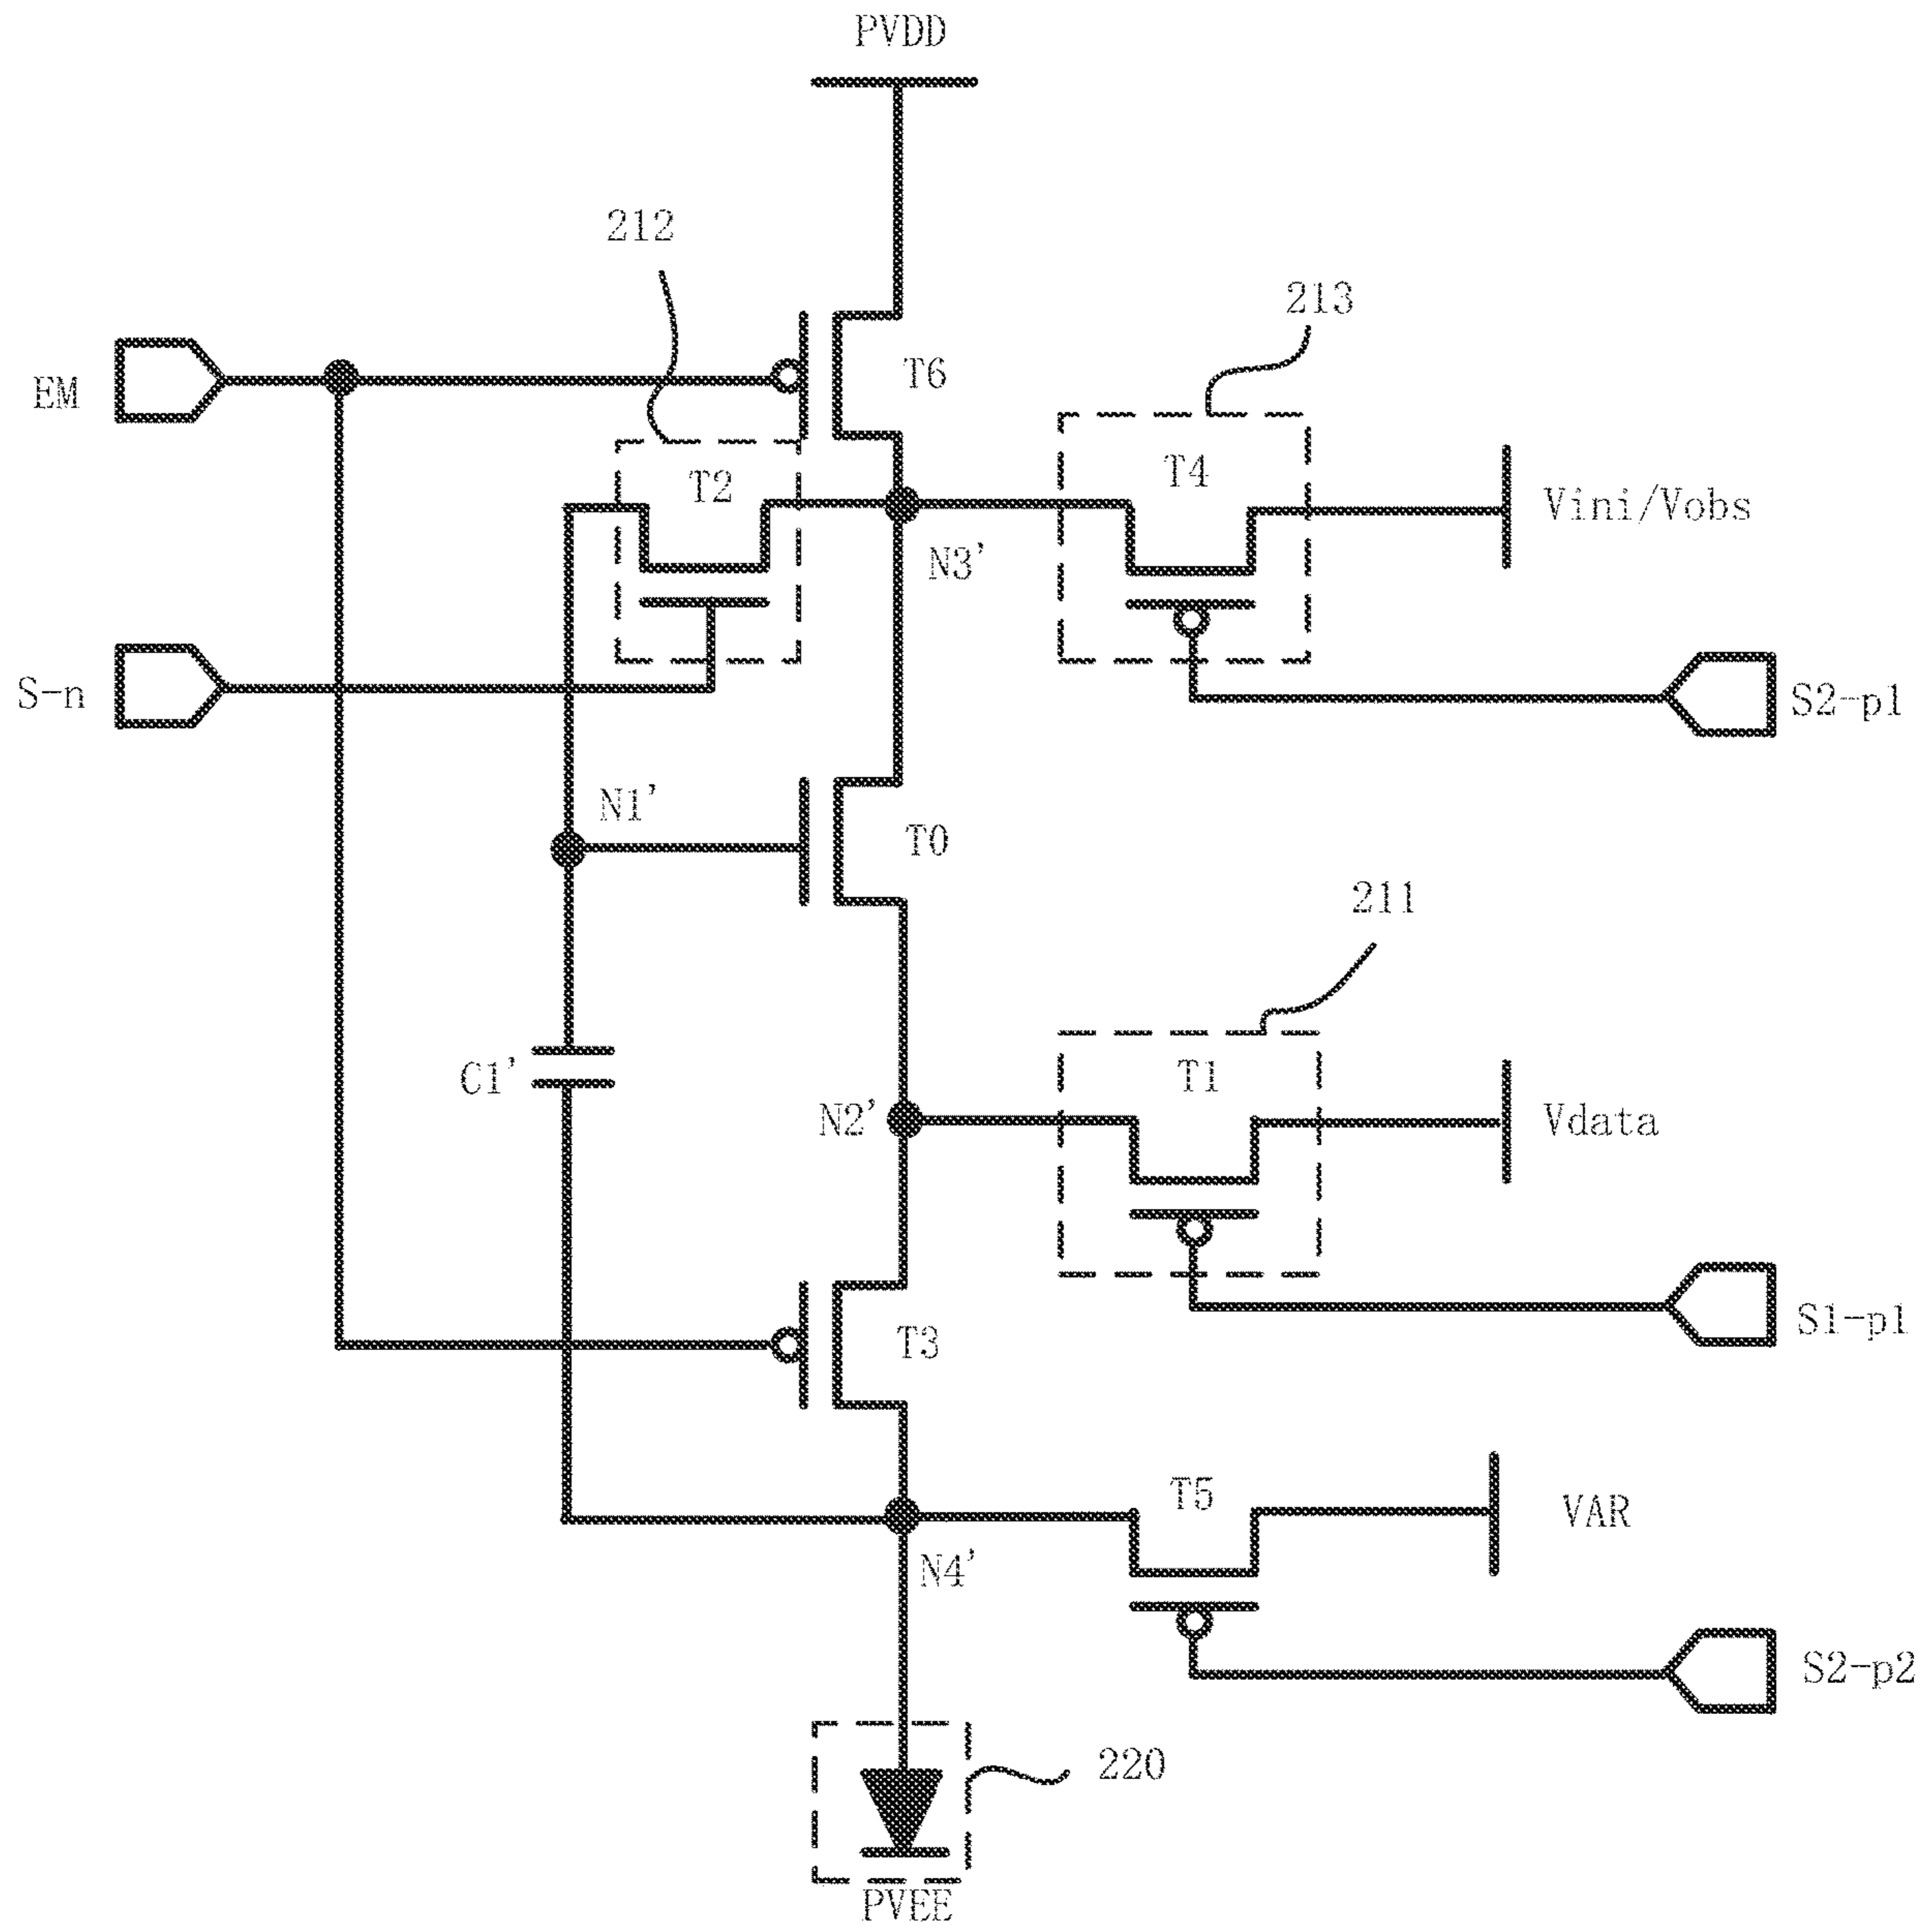 PVDD
212
213
EM
T6
T2
T4
Vini/Vobs
N3'
S-n
S2-p1
N1'
T0
211
C1'
T1
N2'
Vdata
S1-p1
T3
T5
VAR
N4'
S2-p2
220
PVEE